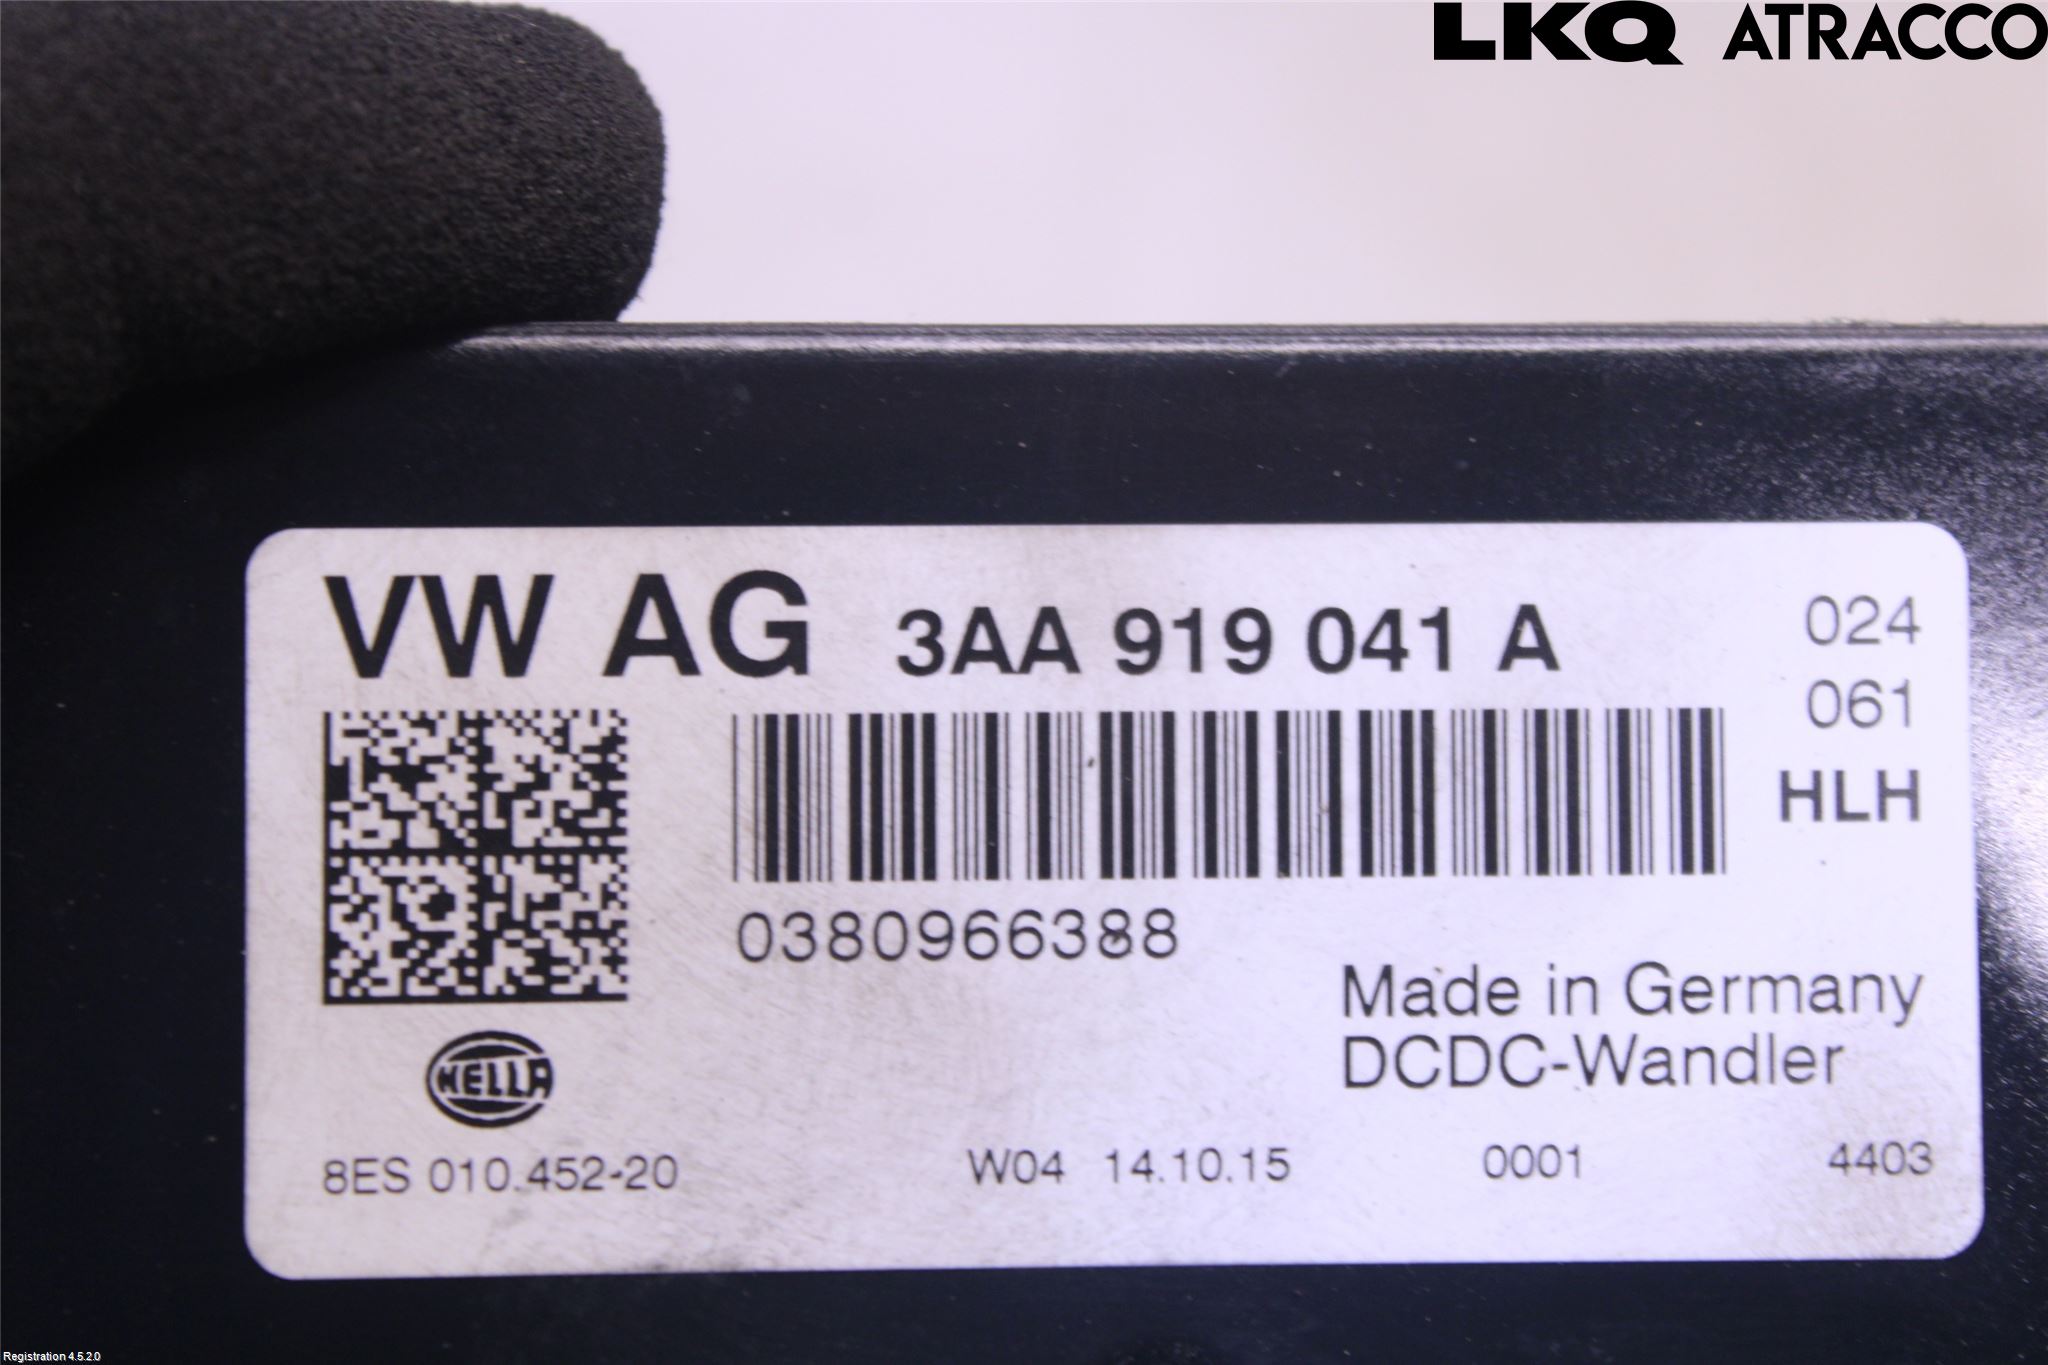 LKQ ATRACCO
VW AG 3AA 919 041 A
024
061
HLH
0380966388
Made in Germany
DCDC-Wandler
HELLA
8ES 010.452-20 W04 14.10.15 0001 4403
Registration 4.5.2.0